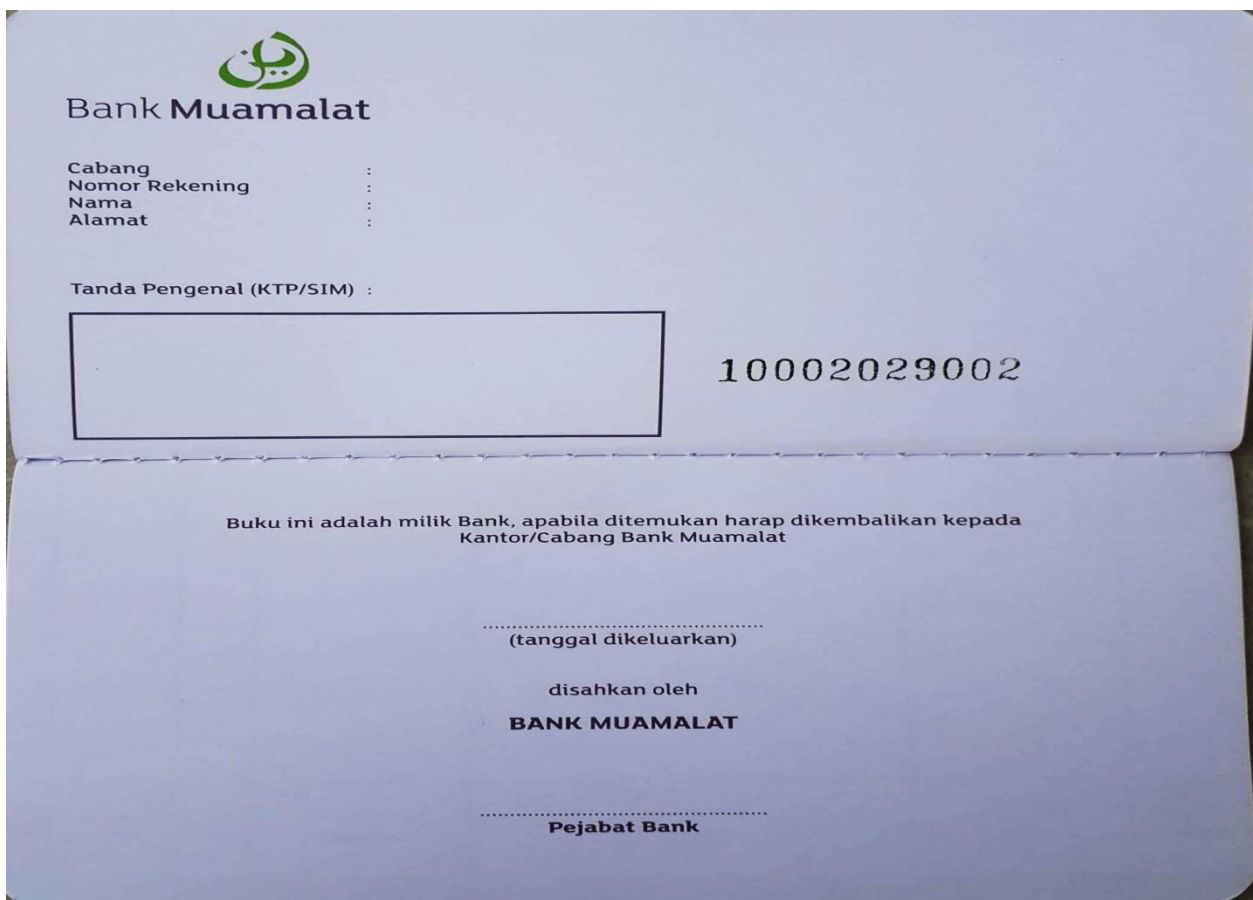 Bank Muamalat
Cabang :
Nomor Rekening :
Nama :
Alamat :
Tanda Pengenal (KTP/SIM) :
10002029002
Buku ini adalah milik Bank, apabila ditemukan harap dikembalikan kepada
Kantor/Cabang Bank Muamalat
(tanggal dikeluarkan)
disahkan oleh
BANK MUAMALAT
Pejabat Bank